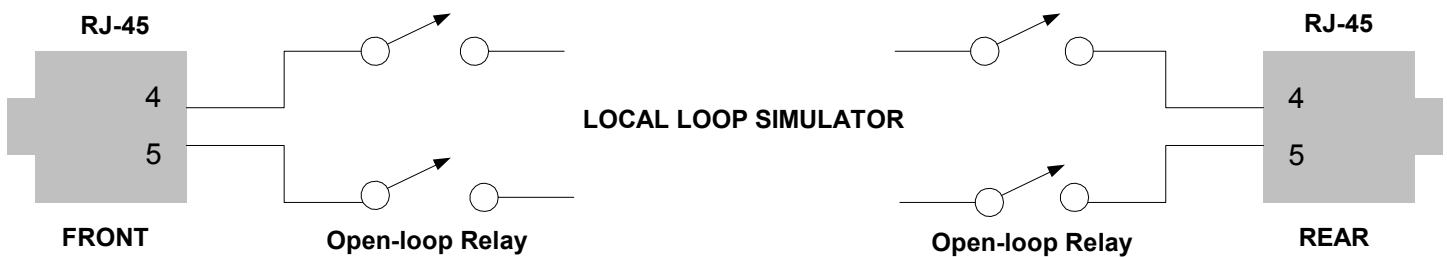 RJ-45
RJ-45
4
4
LOCAL LOOP SIMULATOR
5
5
FRONT
Open-loop Relay
Open-loop Relay
REAR